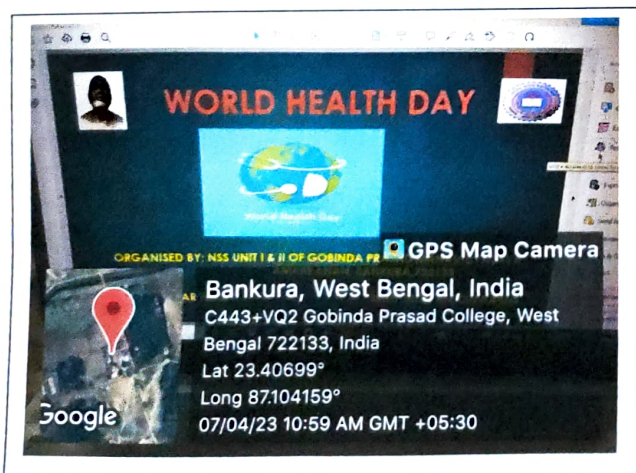 WORLD HEALTH DAY
World Health Day
ORGANISED BY: NSS UNIT I & II OF GOBINDA
GPS Map Camera
Bankura, West Bengal, India
C443+VQ2 Gobinda Prasad College, West
Bengal 722133, India
Lat 23.40699°
Long 87.104159°
07/04/23 10:59 AM GMT +05:30
Google